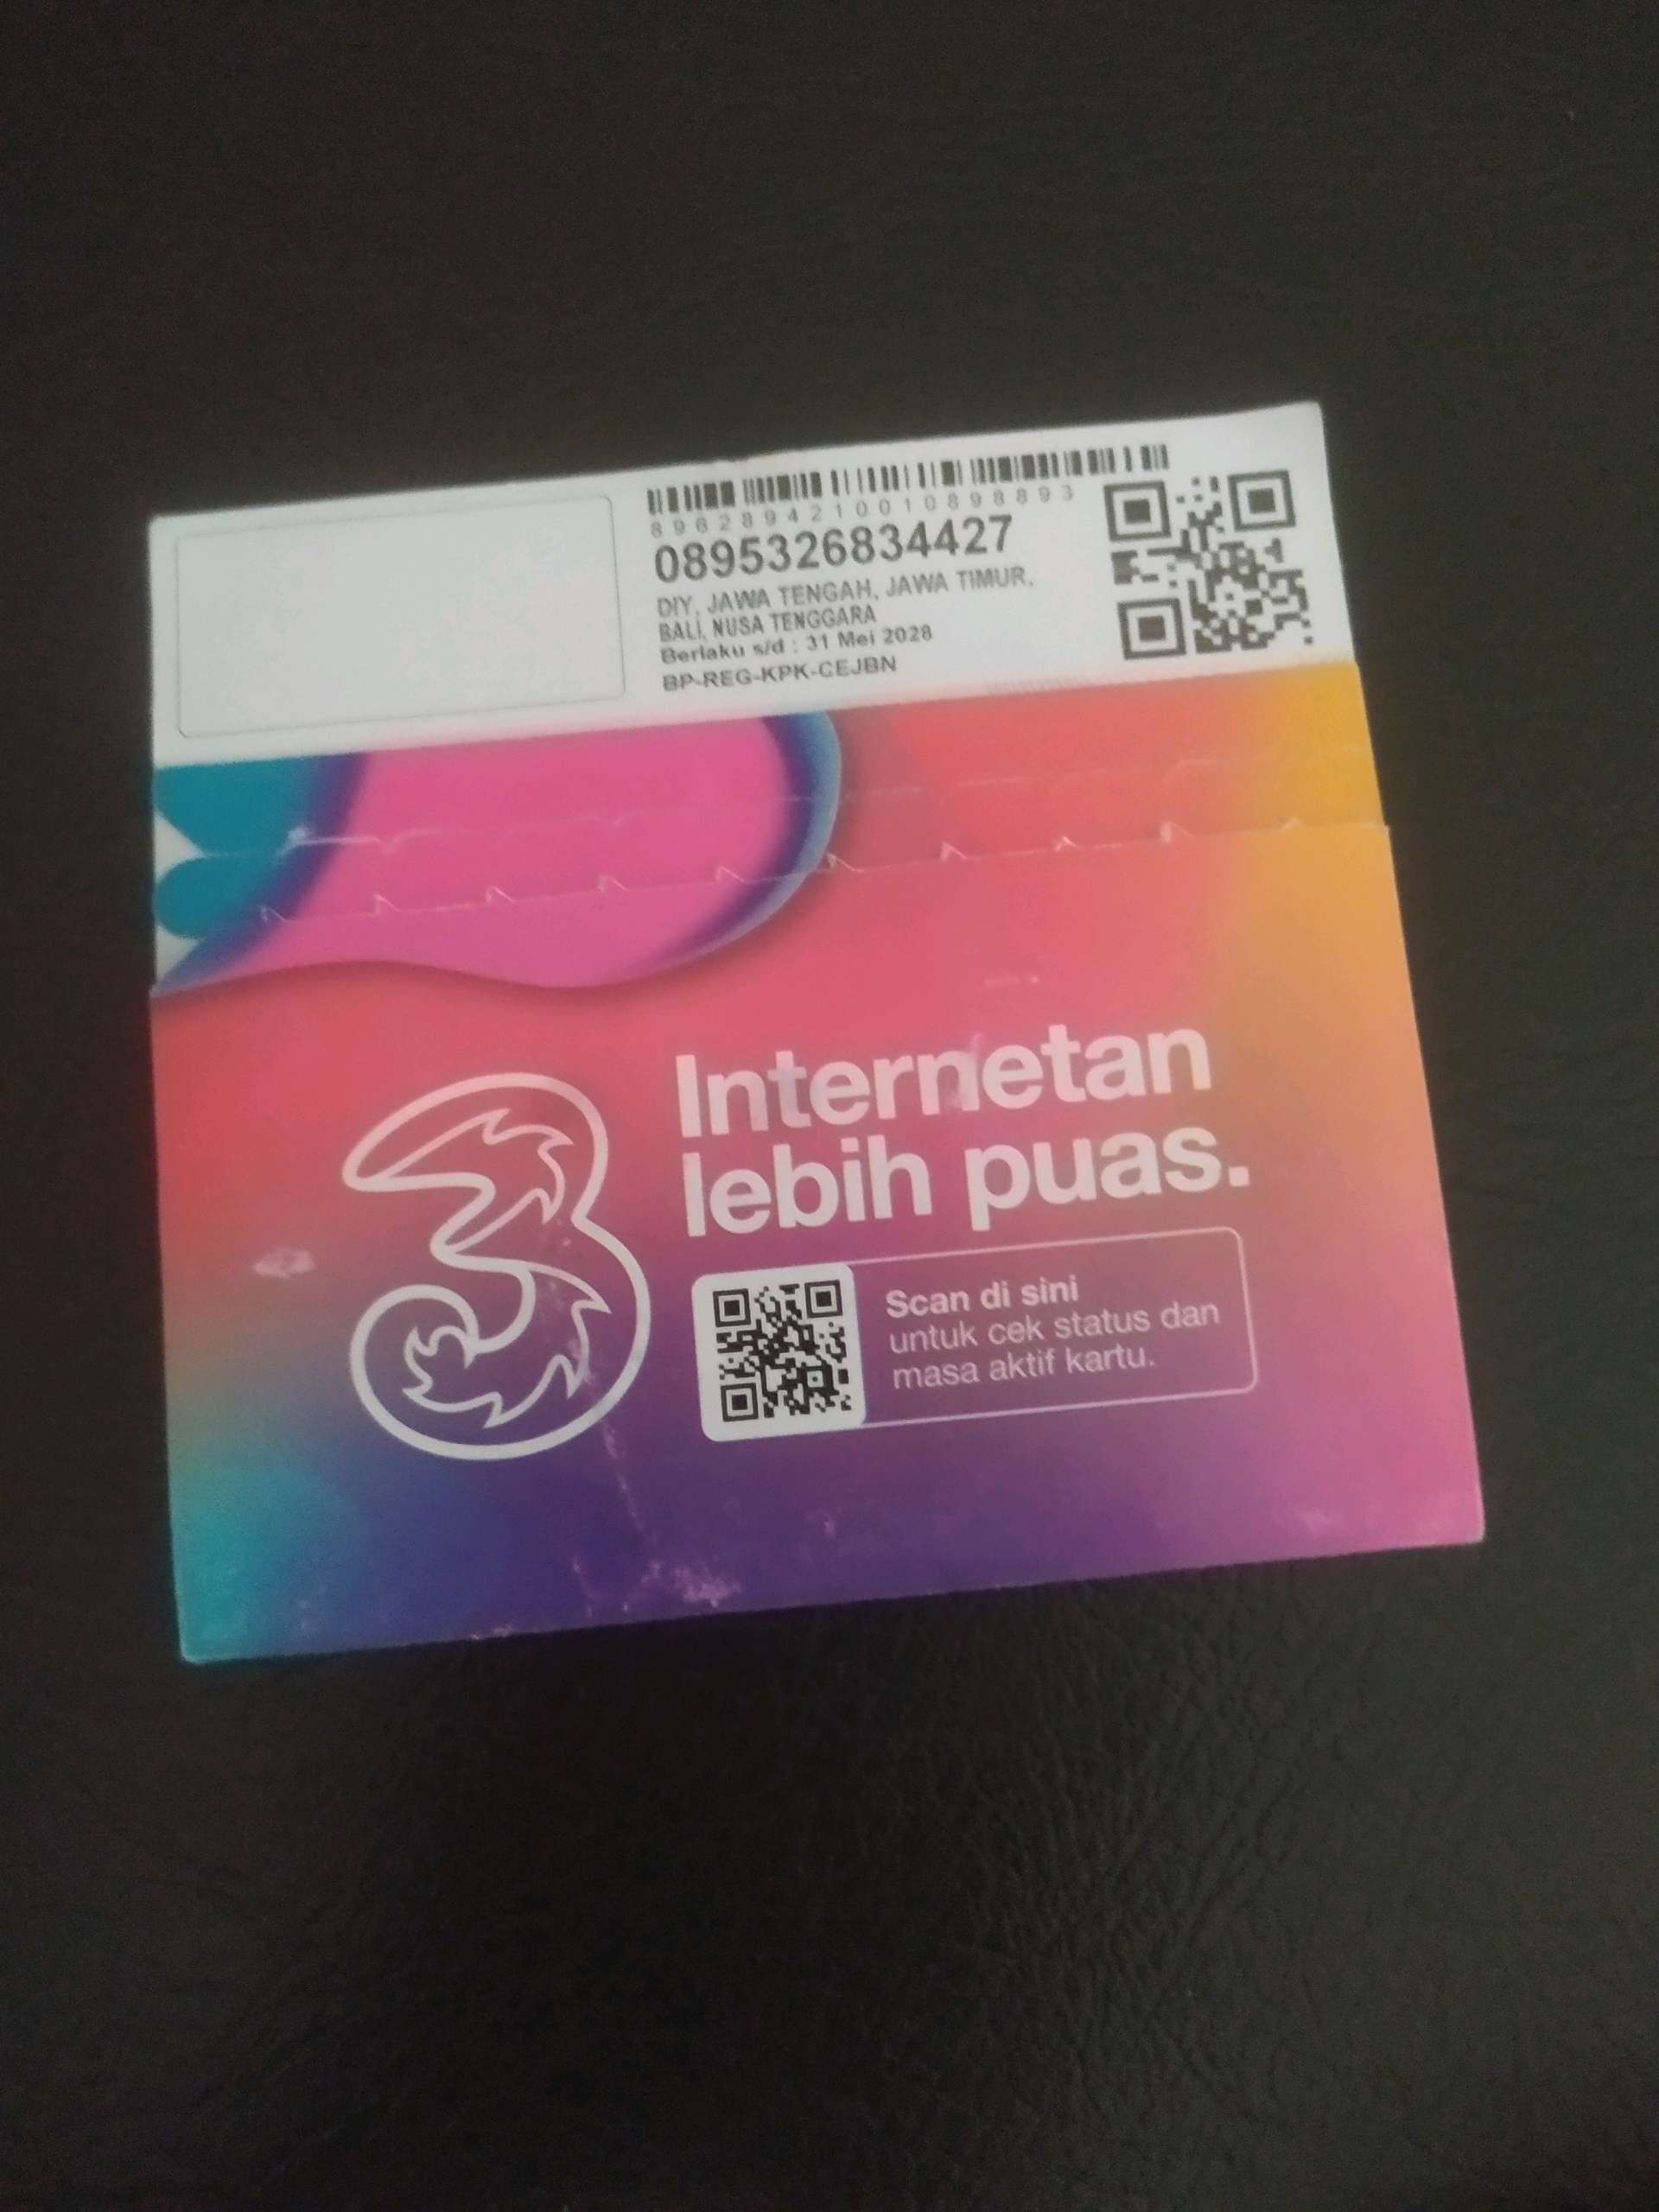 8962894210010898893
0895326834427
DIY, JAWA TENGAH, JAWA TIMUR,
BALI, NUSA TENGGARA
Berlaku s/d : 31 Mei 2028
BP-REG-KPK-CEJBN
3
Internetan
lebih puas.
Scan di sini
untuk cek status dan
masa aktif kartu.